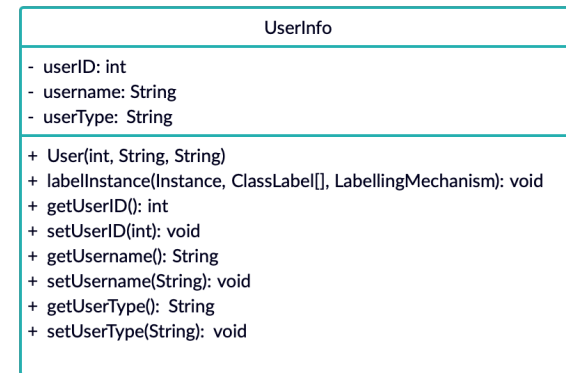 UserInfo
- userID: int
- username: String
- userType: String
+ User(int, String, String)
+ labelInstance(Instance, ClassLabel[], LabellingMechanism): void
+ getUserID(): int
+ setUserID(int): void
+ getUsername(): String
+ setUsername(String): void
+ getUserType(): String
+ setUserType(String): void